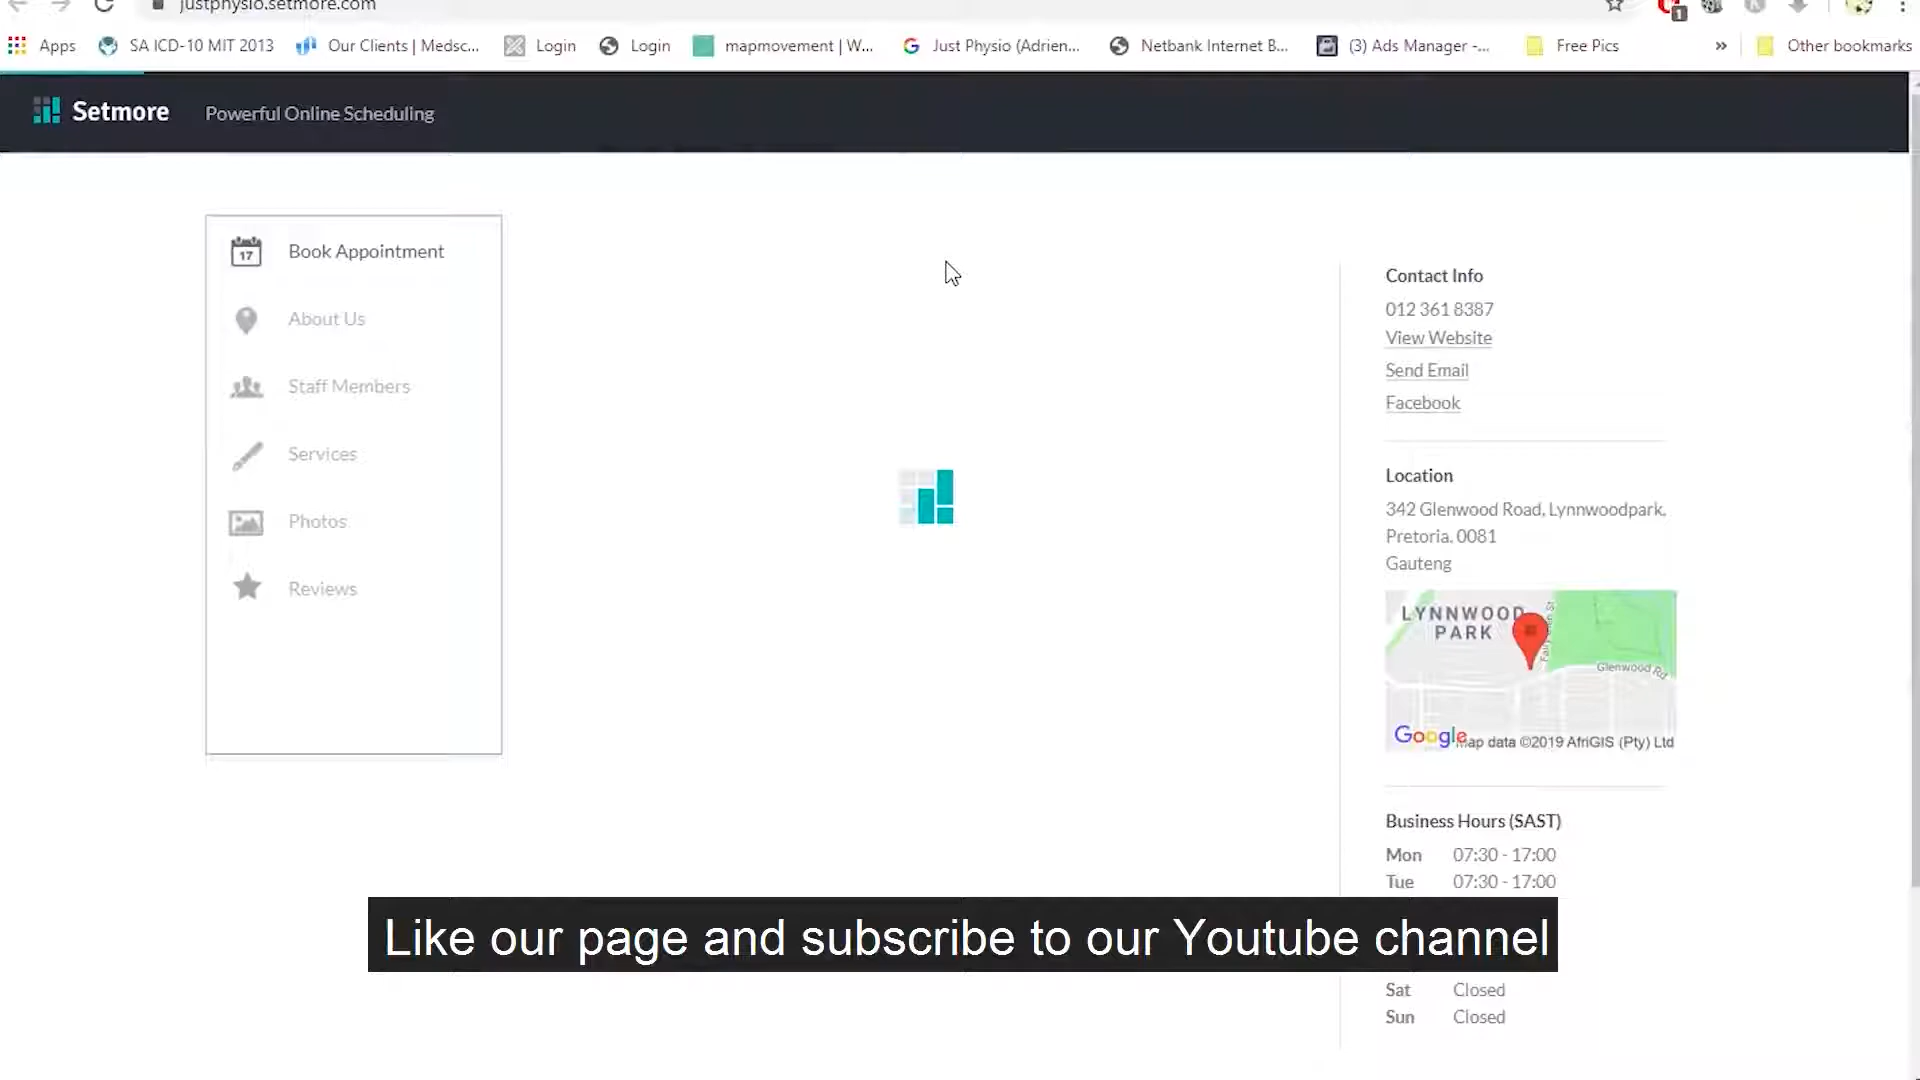 justphysio.setmore.com
Apps SA ICD-10 MIT 2013 Our Clients | Medsc... Login Login mapmovement | W... Just Physio (Adrien... Netbank Internet B... (3) Ads Manager -... Free Pics » Other bookmarks
1
Setmore Powerful Online Scheduling
17 Book Appointment
About Us
Staff Members
Services
Photos
Reviews
Contact Info
012 361 8387
View Website
Send Email
Facebook
Location
342 Glenwood Road, Lynnwoodpark,
Pretoria, 0081
Gauteng
LYNNWOOD
PARK
Glenwood Rd
Google Map data ©2019 AfriGIS (Pty) Ltd
Business Hours (SAST)
Mon 07:30 - 17:00
Tue 07:30 - 17:00
Like our page and subscribe to our Youtube channel
Sat Closed
Sun Closed